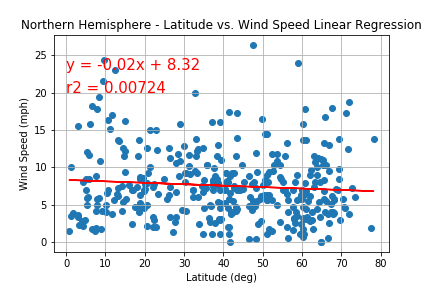 Northern Hemisphere - Latitude vs. Wind Speed Linear Regression
25
20
15
10
5
0
Wind Speed (mph)
y = -0.02x + 8.32
r2 = 0.00724
0 10 20 30 40 50 60 70 80
Latitude (deg)